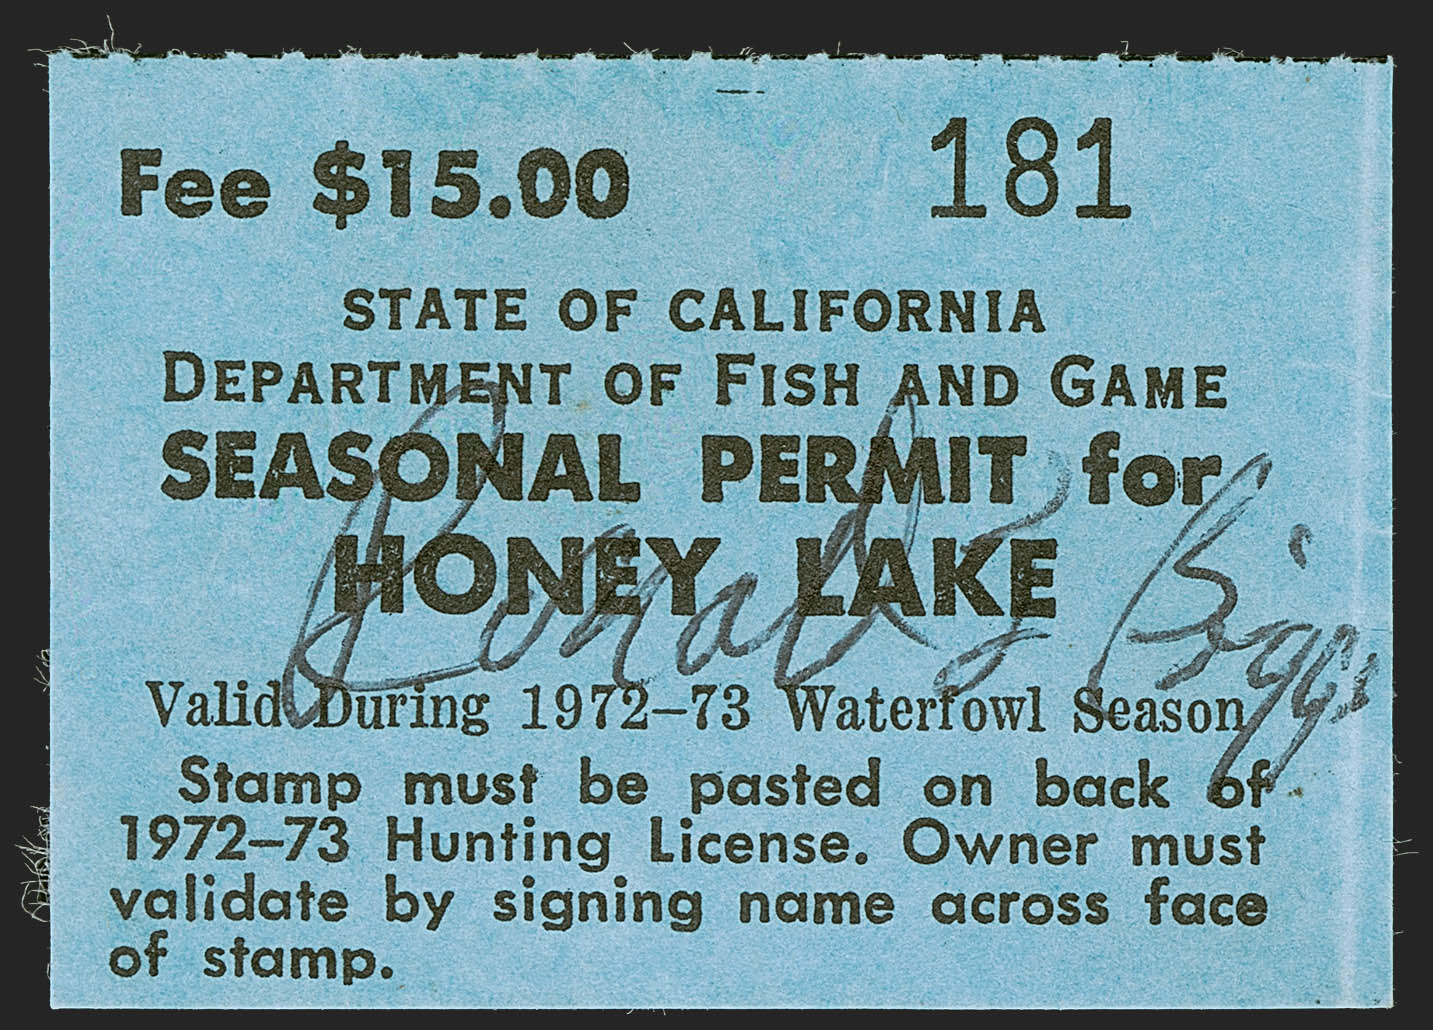 Fee $15.00 181
STATE OF CALIFORNIA
DEPARTMENT OF FISH AND GAME
SEASONAL PERMIT for
HONEY LAKE
Ronald Biggs
Valid During 1972–73 Waterfowl Season
Stamp must be pasted on back of
1972–73 Hunting License. Owner must
validate by signing name across face
of stamp.